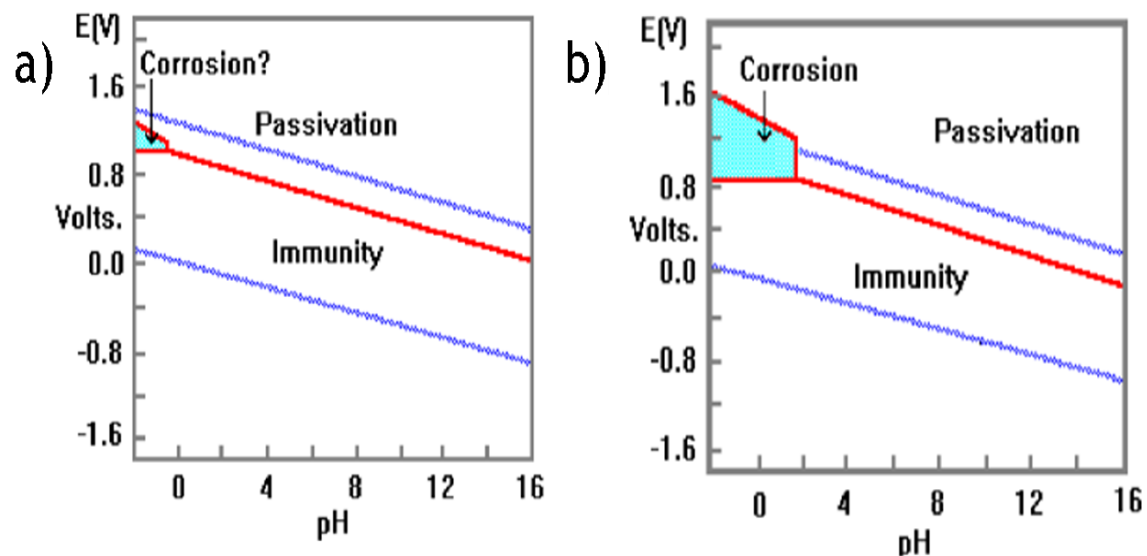 a)
E(V)
Corrosion?
1.6
Passivation
0.8
Volts.
0.0
Immunity
-0.8
-1.6
0 4 8 12 16
pH
b)
E(V)
Corrosion
1.6
Passivation
0.8
Volts.
0.0
Immunity
-0.8
-1.6
0 4 8 12 16
pH